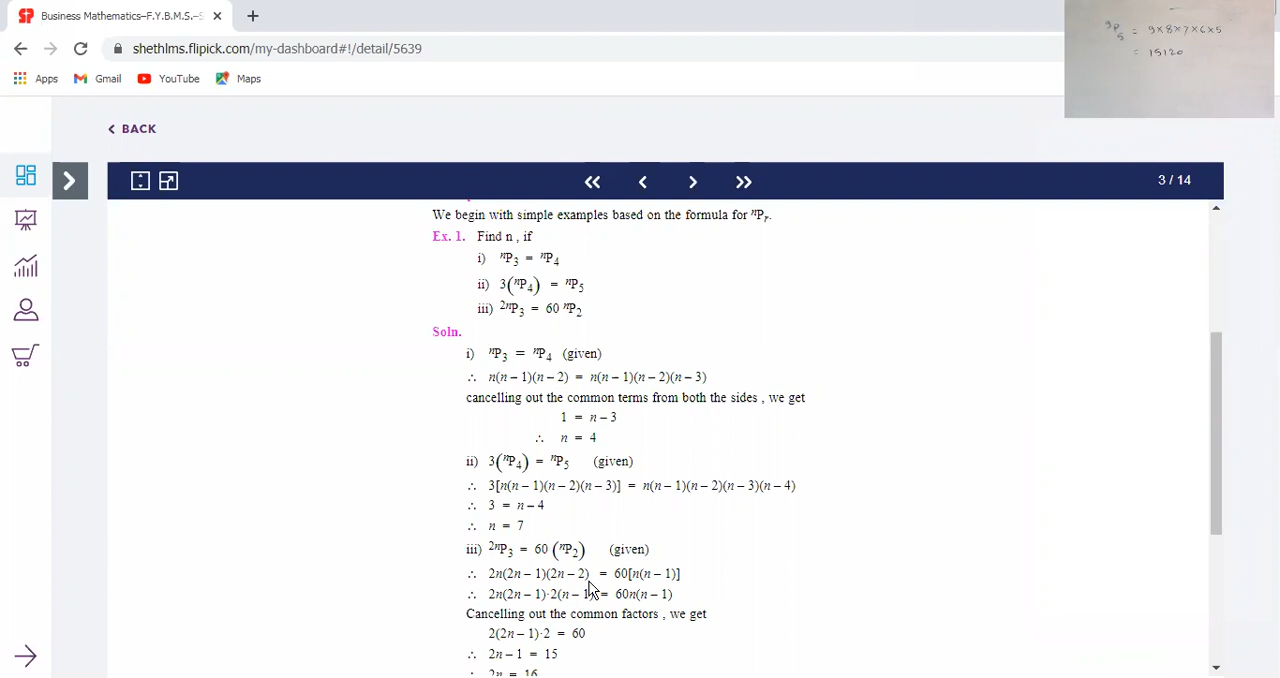 Business Mathematics–F.Y.B.M.S.–S
shethlms.flipick.com/my-dashboard#!/detail/5639
Apps Gmail YouTube Maps
⁹P₅ = 9×8×7×6×5
= 15120
BACK
3 / 14
We begin with simple examples based on the formula for ⁿPᵣ.
Ex. 1. Find n , if
i) ⁿP₃ = ⁿP₄
ii) 3(ⁿP₄) = ⁿP₅
iii) ²ⁿP₃ = 60 ⁿP₂
Soln.
i) ⁿP₃ = ⁿP₄ (given)
∴ n(n – 1)(n – 2) = n(n – 1)(n – 2)(n – 3)
cancelling out the common terms from both the sides , we get
1 = n – 3
∴ n = 4
ii) 3(ⁿP₄) = ⁿP₅ (given)
∴ 3[n(n – 1)(n – 2)(n – 3)] = n(n – 1)(n – 2)(n – 3)(n – 4)
∴ 3 = n – 4
∴ n = 7
iii) ²ⁿP₃ = 60 (ⁿP₂) (given)
∴ 2n(2n – 1)(2n – 2) = 60[n(n – 1)]
∴ 2n(2n – 1)·2(n – 1) = 60n(n – 1)
Cancelling out the common factors , we get
2(2n – 1)·2 = 60
∴ 2n – 1 = 15
∴ 2n = 16